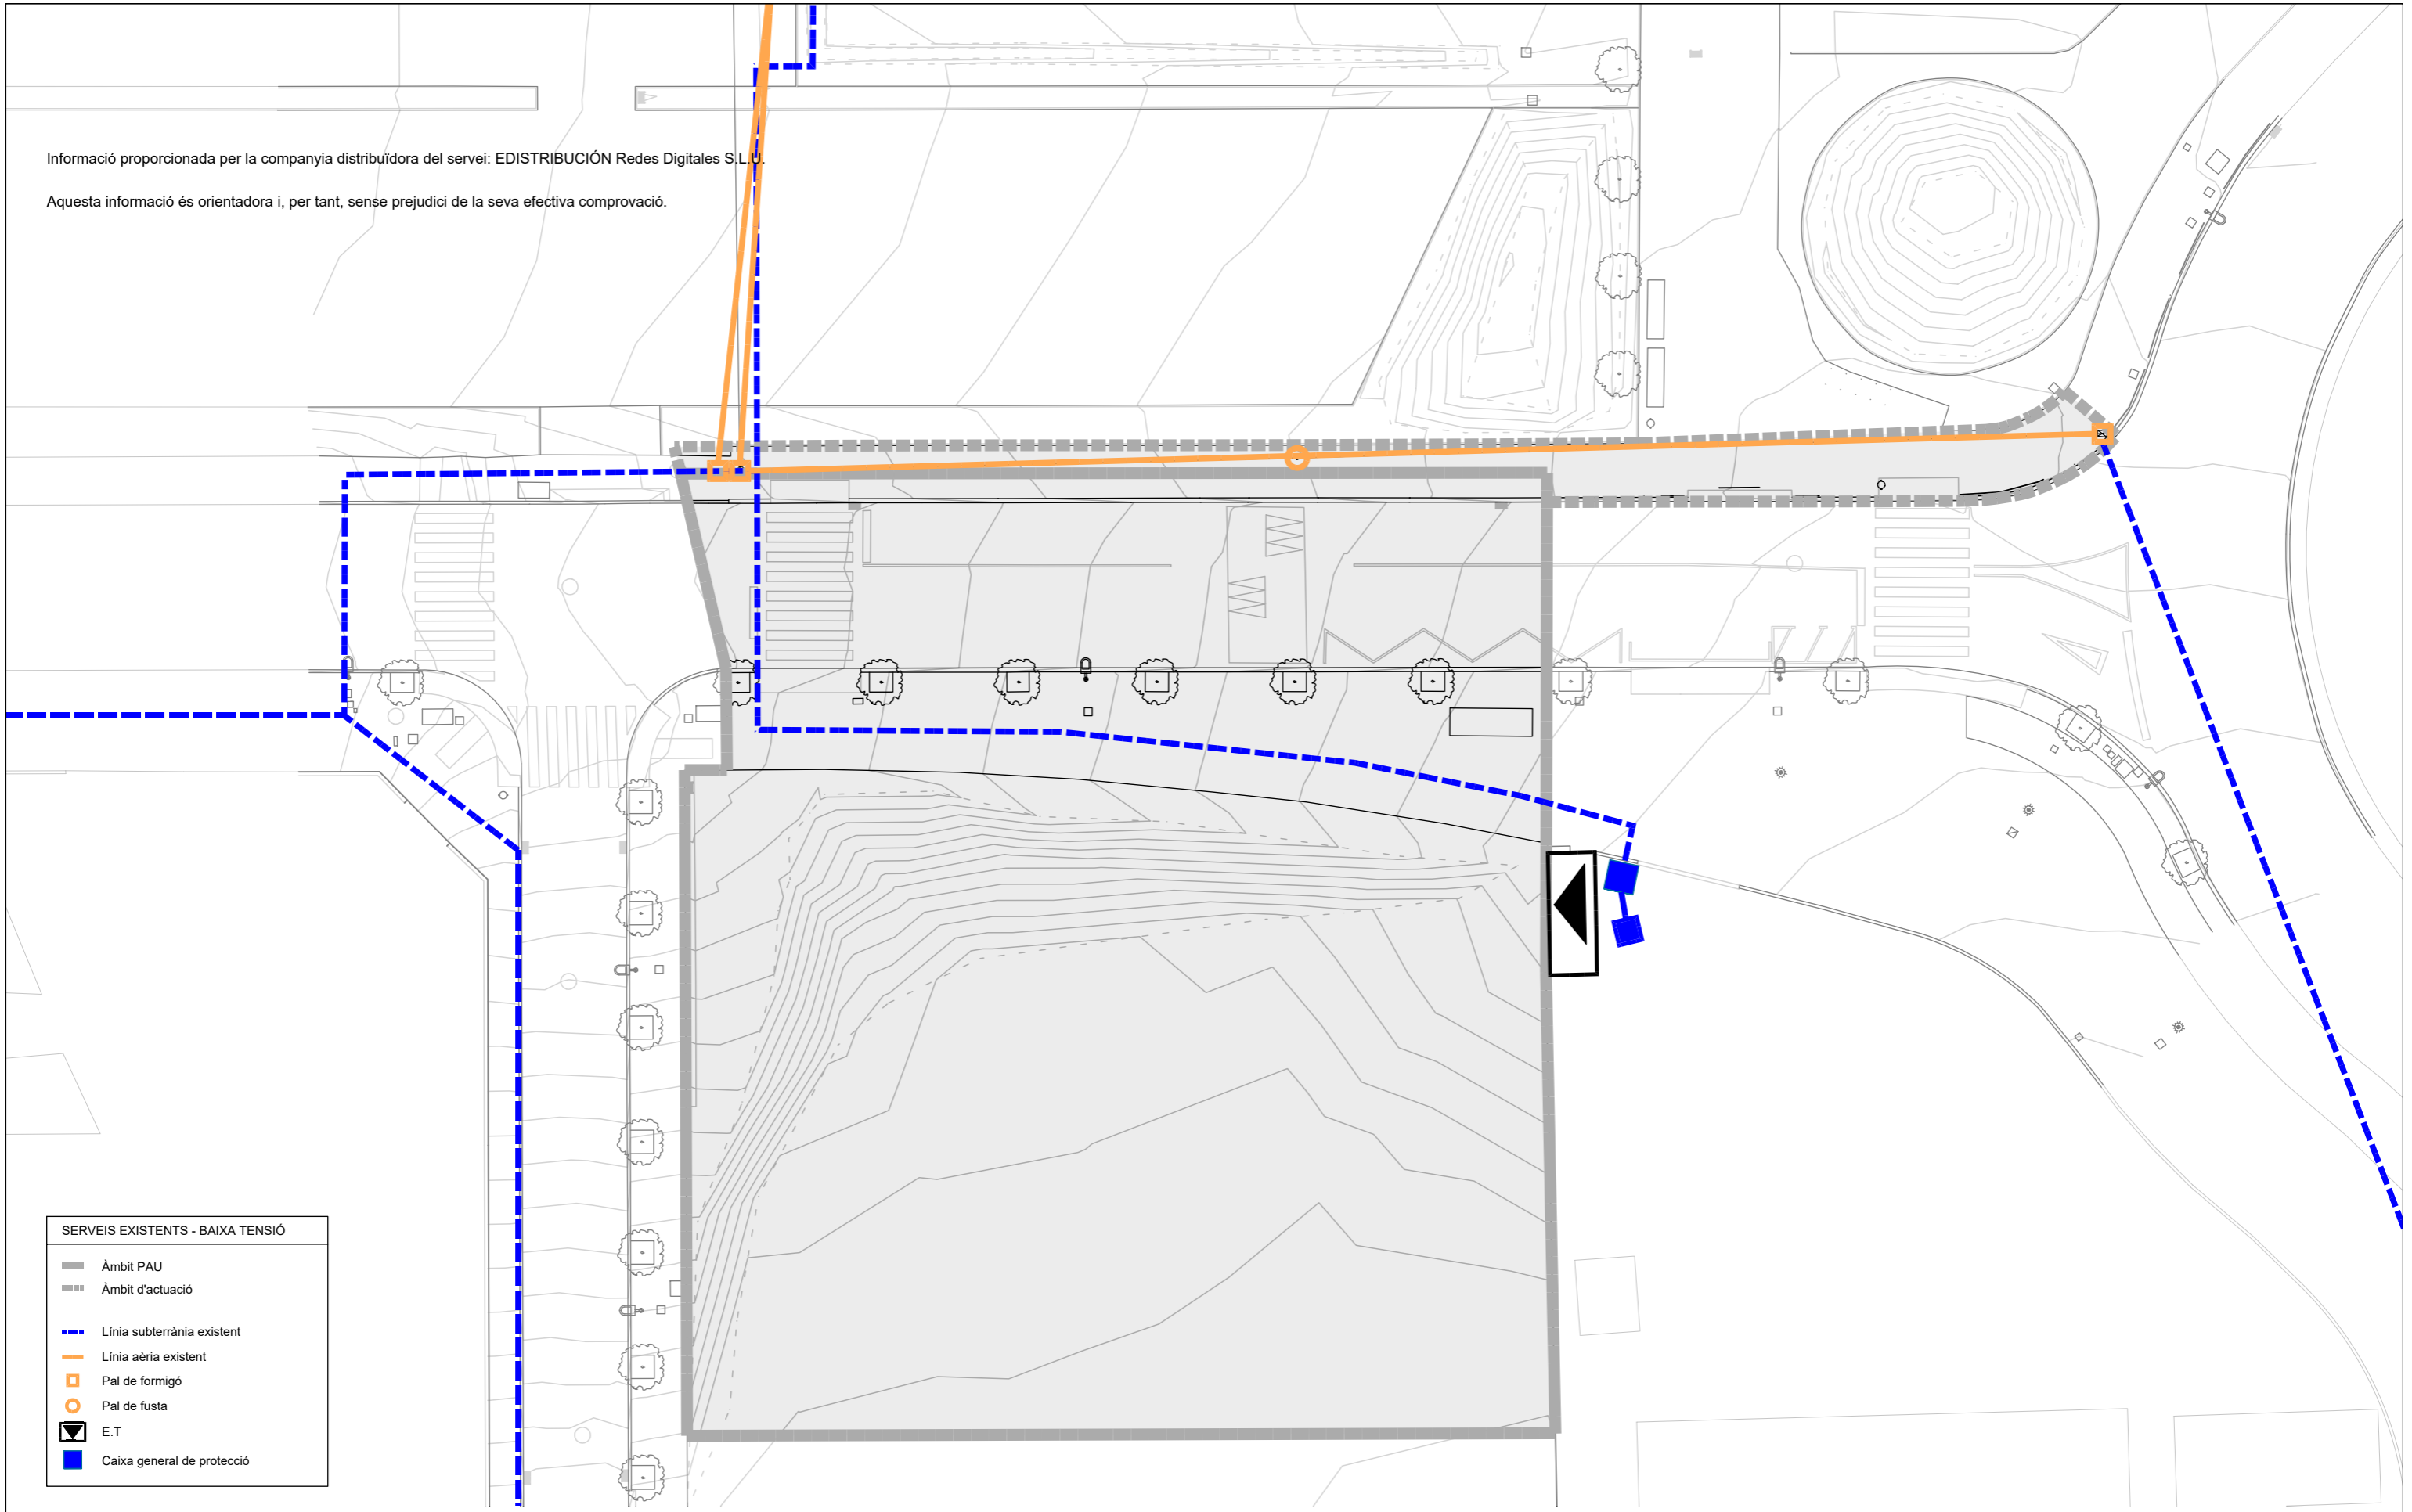 Informació proporcionada per la companyia distribuïdora del servei: EDISTRIBUCIÓN Redes Digitales S.L.U.
Aquesta informació és orientadora i, per tant, sense prejudici de la seva efectiva comprovació.
SERVEIS EXISTENTS - BAIXA TENSIÓ
Àmbit PAU
Àmbit d'actuació
Línia subterrània existent
Línia aèria existent
Pal de formigó
Pal de fusta
E.T
Caixa general de protecció